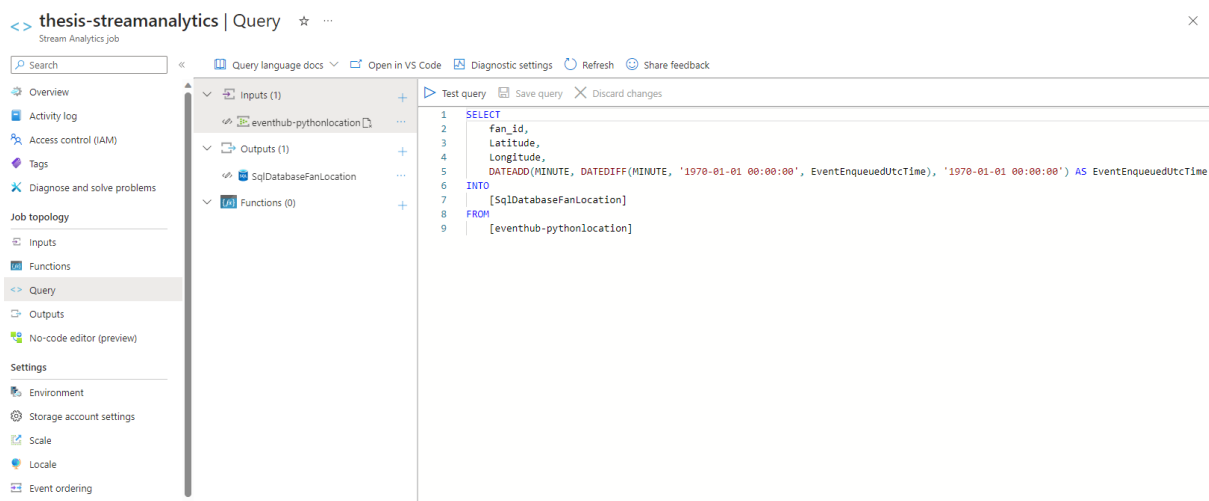 thesis-streamanalytics | Query
Stream Analytics job
Search
Overview
Activity log
Access control (IAM)
Tags
Diagnose and solve problems
Job topology
Inputs
Functions
Query
Outputs
No-code editor (preview)
Settings
Environment
Storage account settings
Scale
Locale
Event ordering
Query language docs
Open in VS Code
Diagnostic settings
Refresh
Share feedback
Inputs (1)
eventhub-pythonlocation
Outputs (1)
SqlDatabaseFanLocation
Functions (0)
Test query
Save query
Discard changes
1 SELECT
2 fan_id,
3 Latitude,
4 Longitude,
5 DATEADD(MINUTE, DATEDIFF(MINUTE, '1970-01-01 00:00:00', EventEnqueuedUtcTime), '1970-01-01 00:00:00') AS EventEnqueuedUtcTime
6 INTO
7 [SqlDatabaseFanLocation]
8 FROM
9 [eventhub-pythonlocation]